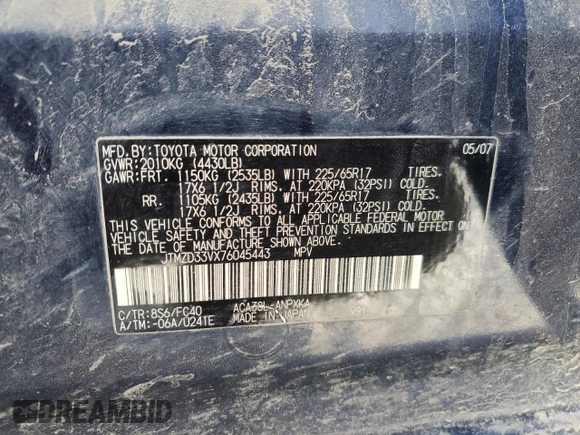 MFD. BY: TOYOTA MOTOR CORPORATION 05/07
GVWR: 2010KG (4430LB)
GAWR: FRT. 1150KG (2535LB) WITH 225/65R17 TIRES.
17X6 1/2J RIMS. AT 220KPA (32PSI) COLD.
RR. 1105KG (2435LB) WITH 225/65R17 TIRES.
17X6 1/2J RIMS. AT 220KPA (32PSI) COLD.
THIS VEHICLE CONFORMS TO ALL APPLICABLE FEDERAL MOTOR
VEHICLE SAFETY AND THEFT PREVENTION STANDARDS IN EFFECT
ON THE DATE OF MANUFACTURE SHOWN ABOVE.
JTMZD33VX76045443 MPV
C/TR: 8S6/FC40 ACA38L-ANPXKA
A/TM: -06A/U241E MADE IN JAPAN
DREAMBID